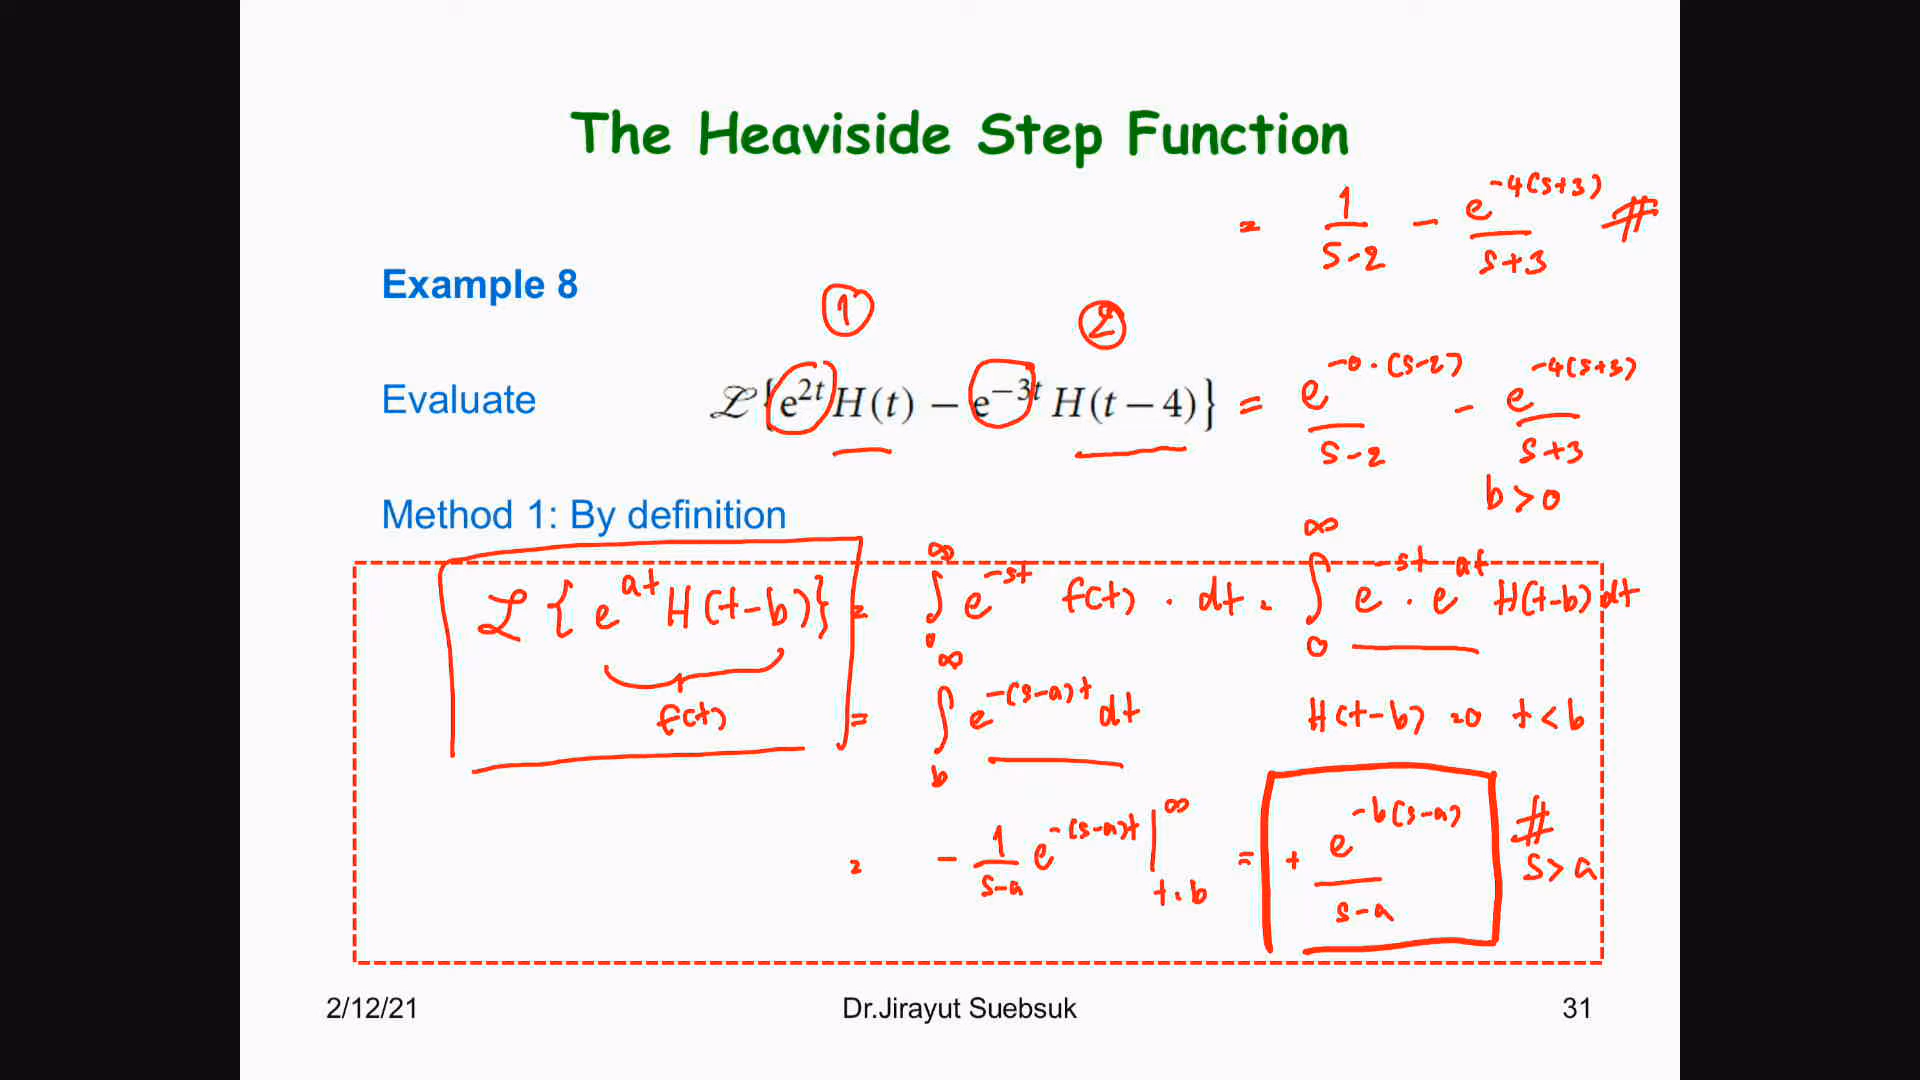 The Heaviside Step Function
= 1/(s-2) - e^{-4(s+3)}/(s+3) #
Example 8
① ②
Evaluate ℒ{e^{2t} H(t) − e^{−3t} H(t − 4)} = e^{-0·(s-2)}/(s-2) - e^{-4(s+3)}/(s+3)
b > 0
Method 1: By definition
ℒ{e^{at} H(t-b)} = ∫_0^∞ e^{-st} f(t) · dt = ∫_0^∞ e^{-st} · e^{at} H(t-b) dt
f(t)
= ∫_b^∞ e^{-(s-a)t} dt H(t-b) = 0 t < b
= - 1/(s-a) e^{-(s-a)t} |_{t=b}^∞ = + e^{-b(s-a)}/(s-a) #
s > a
2/12/21 Dr.Jirayut Suebsuk 31